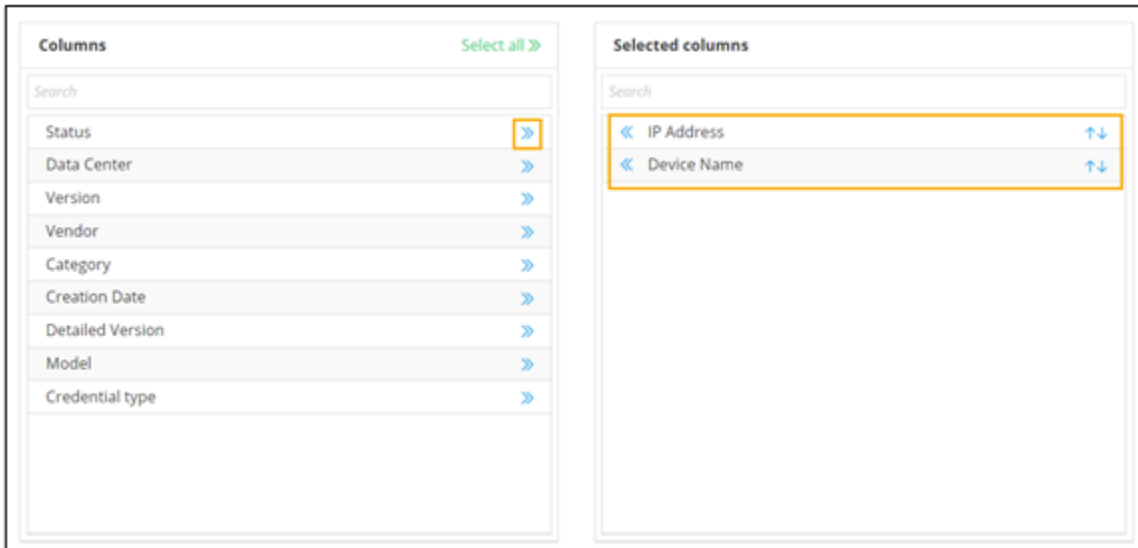 Columns
Select all
Search
Status
Data Center
Version
Vendor
Category
Creation Date
Detailed Version
Model
Credential type
Selected columns
Search
IP Address
Device Name